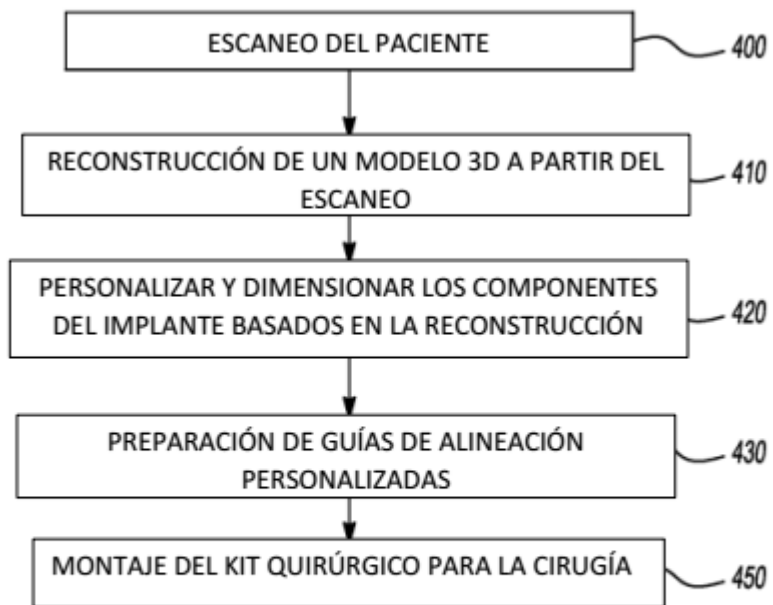 ESCANEO DEL PACIENTE
400
RECONSTRUCCIÓN DE UN MODELO 3D A PARTIR DEL
ESCANEO
410
PERSONALIZAR Y DIMENSIONAR LOS COMPONENTES
DEL IMPLANTE BASADOS EN LA RECONSTRUCCIÓN
420
PREPARACIÓN DE GUÍAS DE ALINEACIÓN
PERSONALIZADAS
430
MONTAJE DEL KIT QUIRÚRGICO PARA LA CIRUGÍA
450